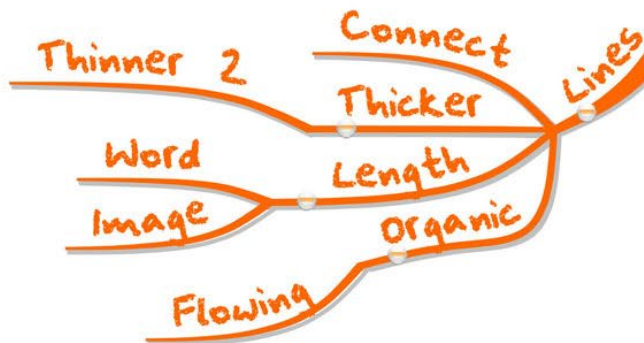 Connect
Lines
Thinner 2
Thicker
Word
Length
Image
Organic
Flowing